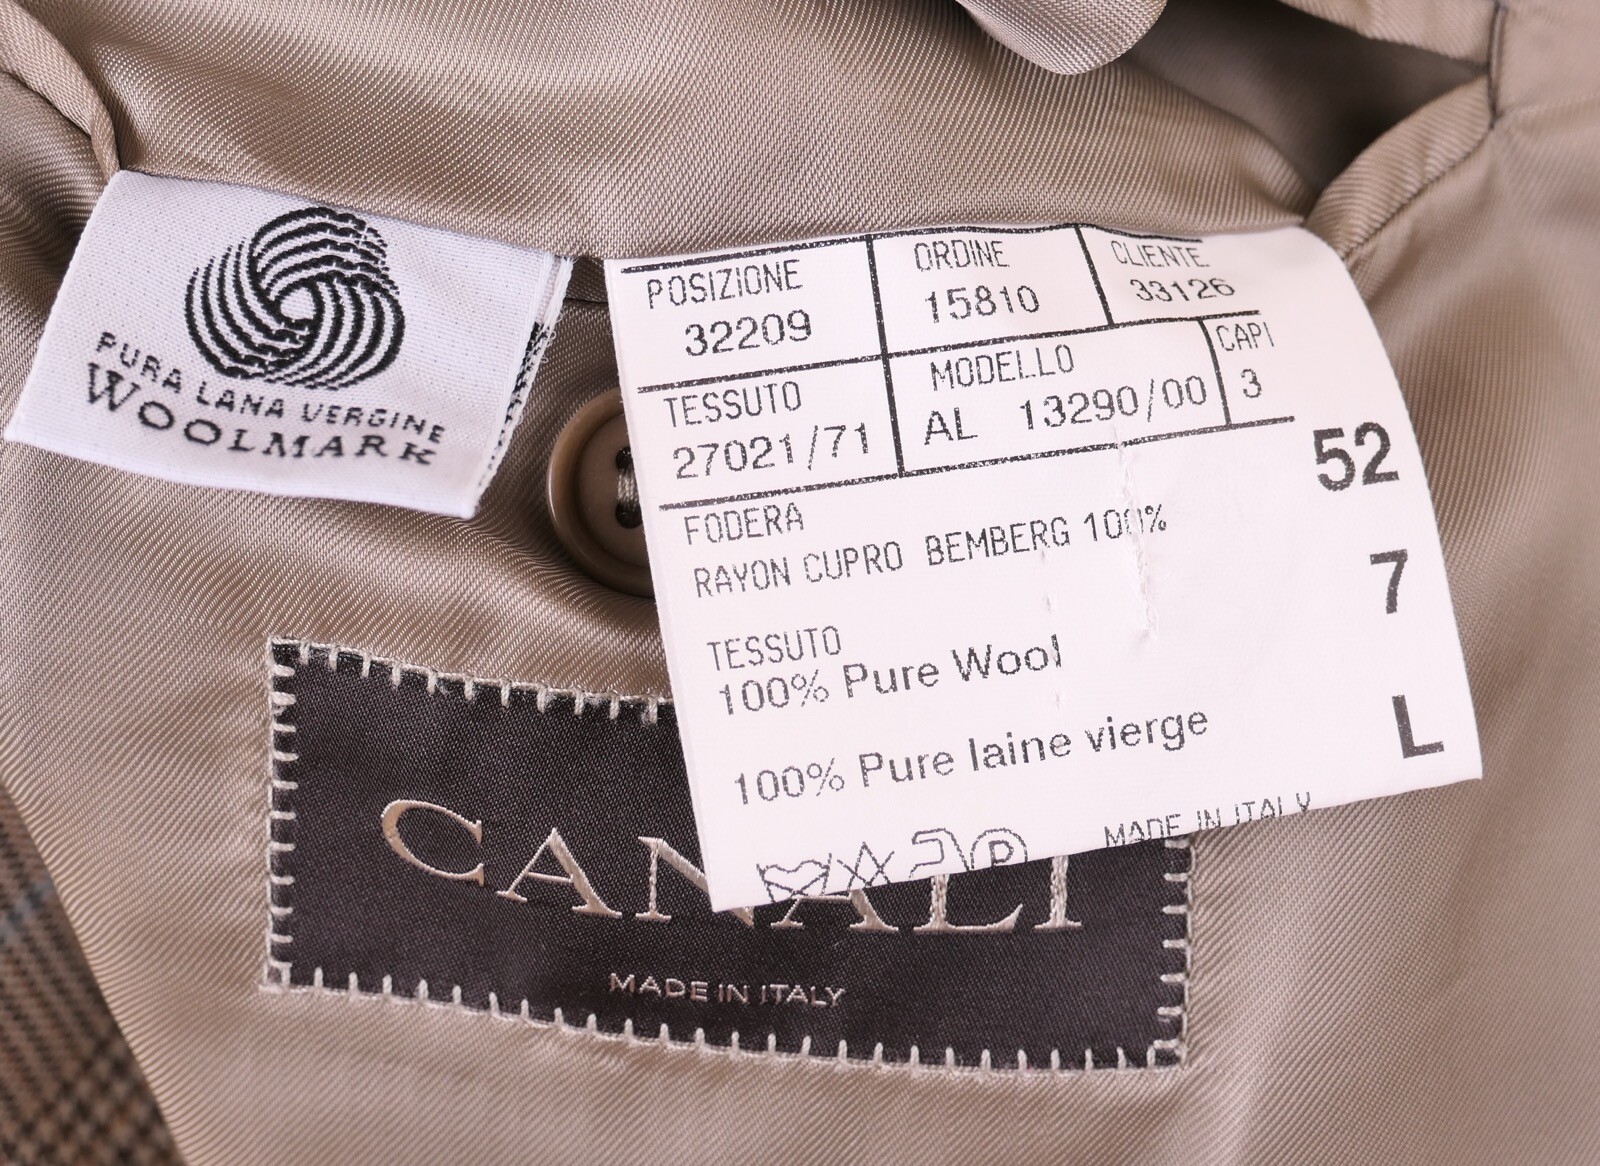 PURA LANA VERGINE
WOOLMARK
POSIZIONE
32209
ORDINE
15810
CLIENTE
33126
TESSUTO
27021/71
MODELLO
AL 13290/00
CAPI
3
52
7
L
FODERA
RAYON CUPRO BEMBERG 100%
TESSUTO
100% Pure Wool
100% Pure laine vierge
P
MADE IN ITALY
CANALI
MADE IN ITALY